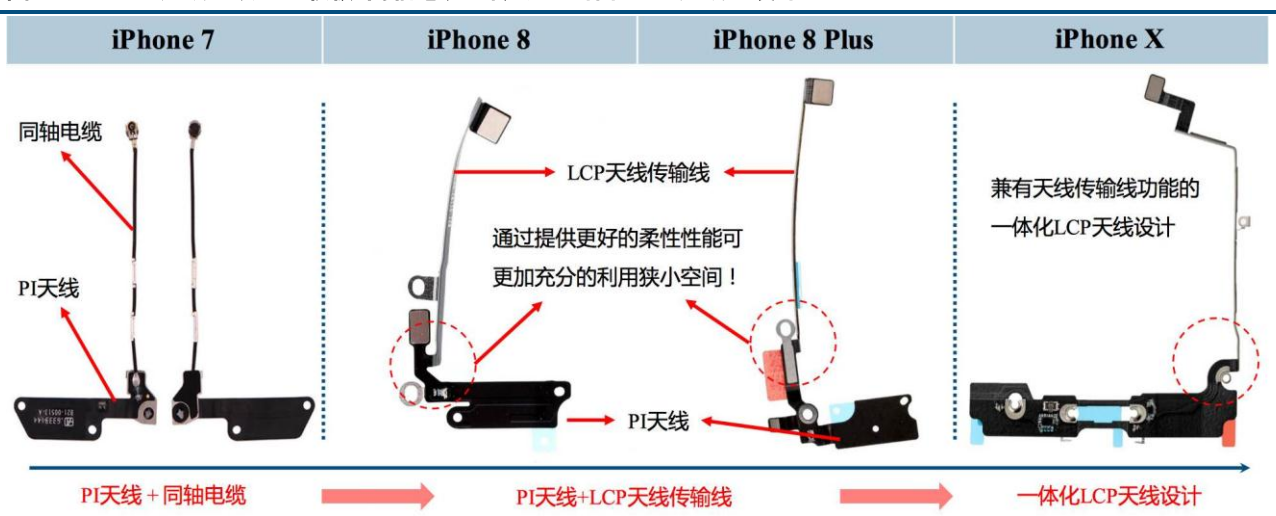 iPhone 7
iPhone 8
iPhone 8 Plus
iPhone X
同轴电缆
PI天线
LCP天线传输线
通过提供更好的柔性性能可
更加充分的利用狭小空间！
PI天线
兼有天线传输线功能的
一体化LCP天线设计
PI天线 + 同轴电缆
PI天线+LCP天线传输线
一体化LCP天线设计